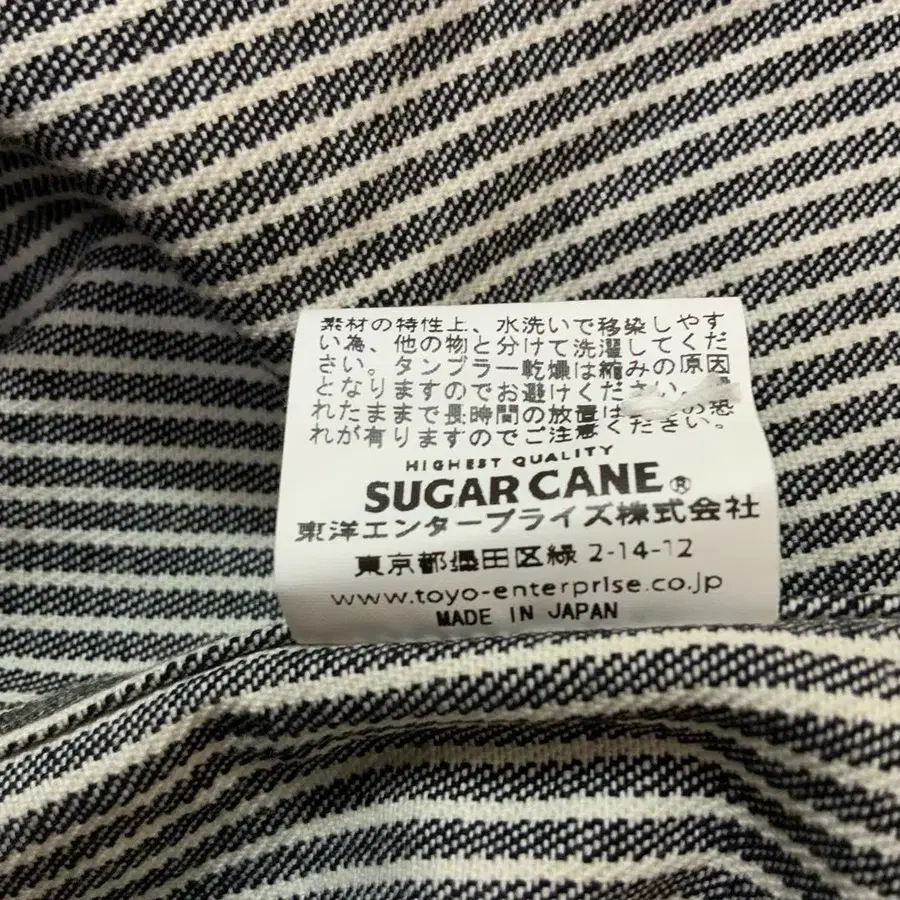 素材の特性上、水洗いで移染しやす
い為、他の物と分けて洗濯してくだ
さい。タンブラー乾燥は縮みの原因
となりますのでお避けください。
れたままで長時間の放置は の恐
れが有りますのでご注意ください。
HIGHEST QUALITY
SUGAR CANE®
東洋エンタープライズ株式会社
東京都墨田区緑 2-14-12
www.toyo-enterprise.co.jp
MADE IN JAPAN